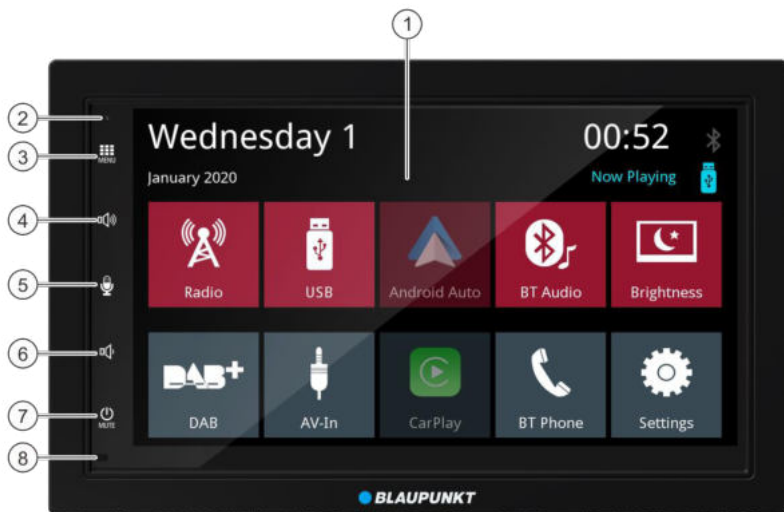 1
2
Wednesday 1
00:52
3
MENU
January 2020
Now Playing
4
5
Radio
USB
Android Auto
BT Audio
Brightness
6
7
MUTE
DAB+
DAB
AV-In
CarPlay
BT Phone
Settings
8
BLAUPUNKT